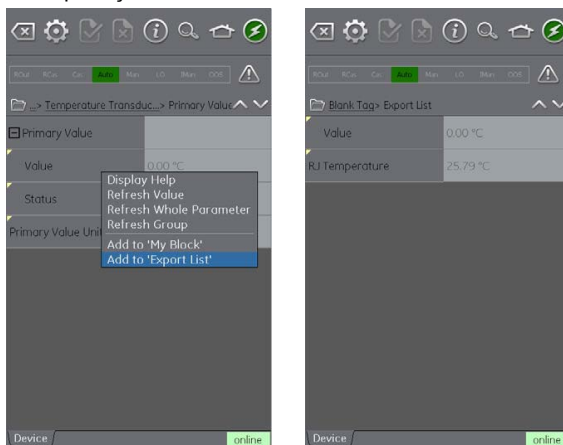 ROut RCas Cas Auto Man LO IMan OOS
...> Temperature Transduc...> Primary Value
Primary Value
Value 0.00 °C
Status
Primary Value Uni
Display Help
Refresh Value
Refresh Whole Parameter
Refresh Group
Add to 'My Block'
Add to 'Export List'
Device online
ROut RCas Cas Auto Man LO IMan OOS
Blank Tag> Export List
Value 0.00 °C
RJ Temperature 25.79 °C
Device online